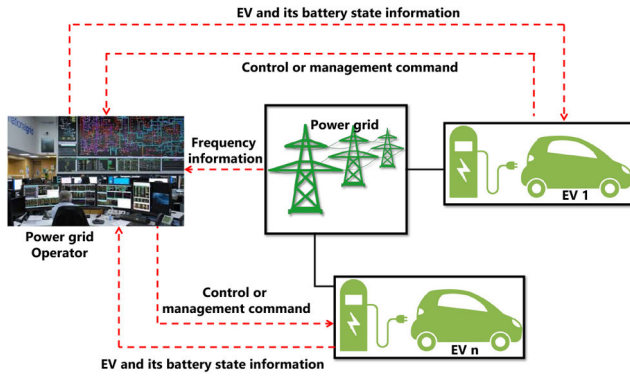 EV and its battery state information
Control or management command
Power grid
Frequency
information
EV 1
Power grid
Operator
Control or
management command
EV n
EV and its battery state information